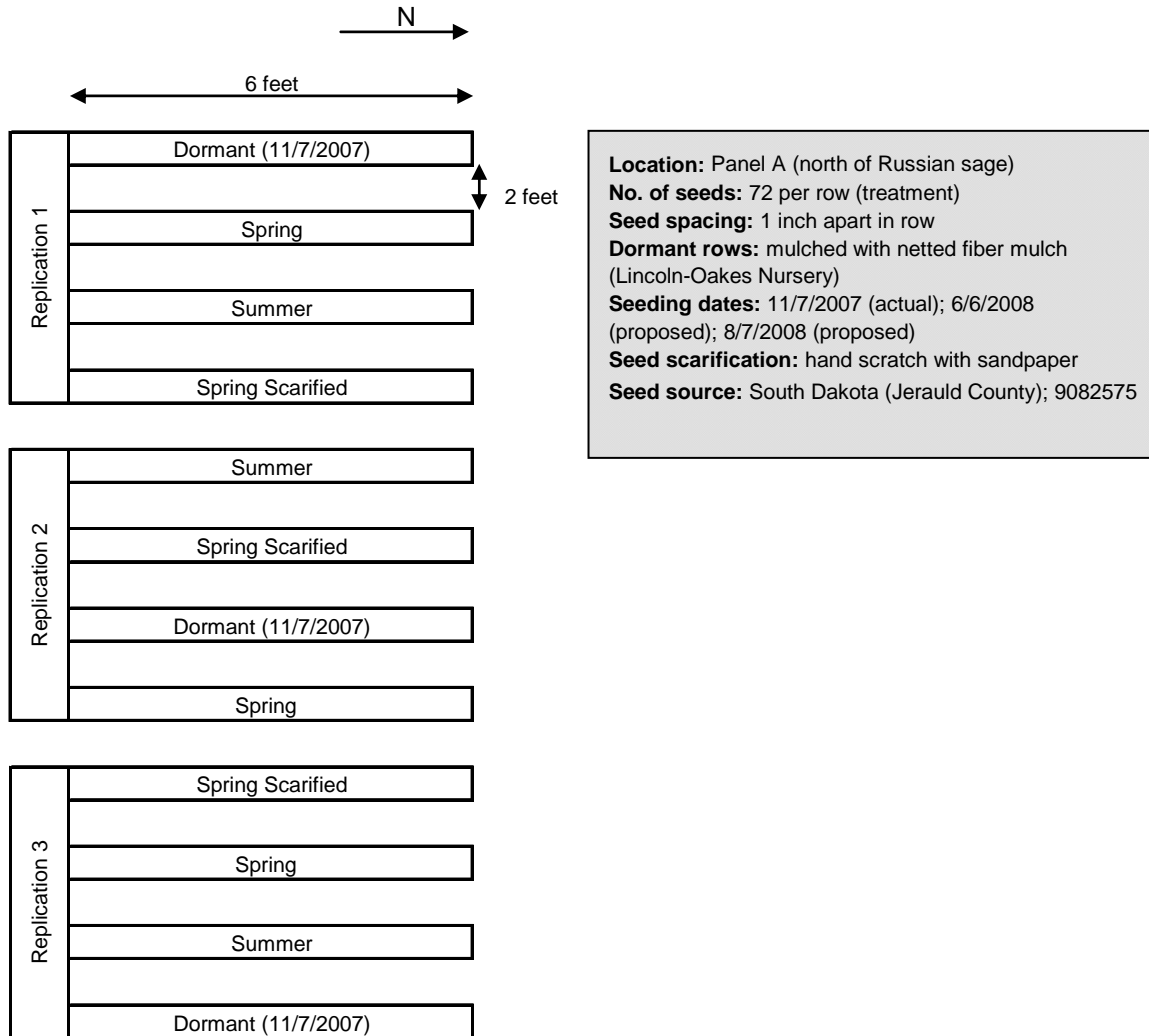 N
6 feet
Dormant (11/7/2007)
2 feet
Spring
Summer
Spring Scarified
Replication 1
Location: Panel A (north of Russian sage)
No. of seeds: 72 per row (treatment)
Seed spacing: 1 inch apart in row
Dormant rows: mulched with netted fiber mulch
(Lincoln-Oakes Nursery)
Seeding dates: 11/7/2007 (actual); 6/6/2008
(proposed); 8/7/2008 (proposed)
Seed scarification: hand scratch with sandpaper
Seed source: South Dakota (Jerauld County); 9082575
Replication 2
Summer
Spring Scarified
Dormant (11/7/2007)
Spring
Replication 3
Spring Scarified
Spring
Summer
Dormant (11/7/2007)